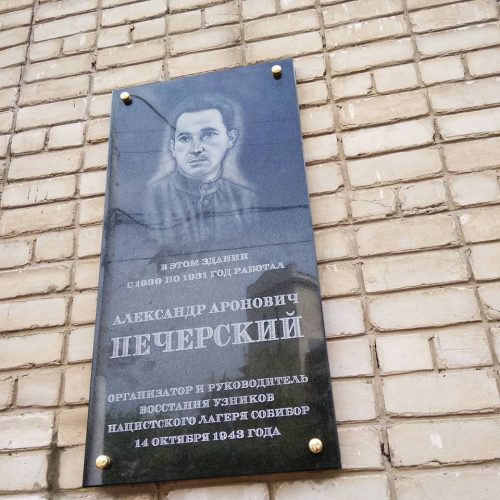 В ЭТОМ ЗДАНИИ
С 1930 ПО 1931 ГОД РАБОТАЛ
АЛЕКСАНДР АРОНОВИЧ
ПЕЧЕРСКИЙ
ОРГАНИЗАТОР И РУКОВОДИТЕЛЬ
ВОССТАНИЯ УЗНИКОВ
НАЦИСТСКОГО ЛАГЕРЯ СОБИБОР
14 ОКТЯБРЯ 1943 ГОДА